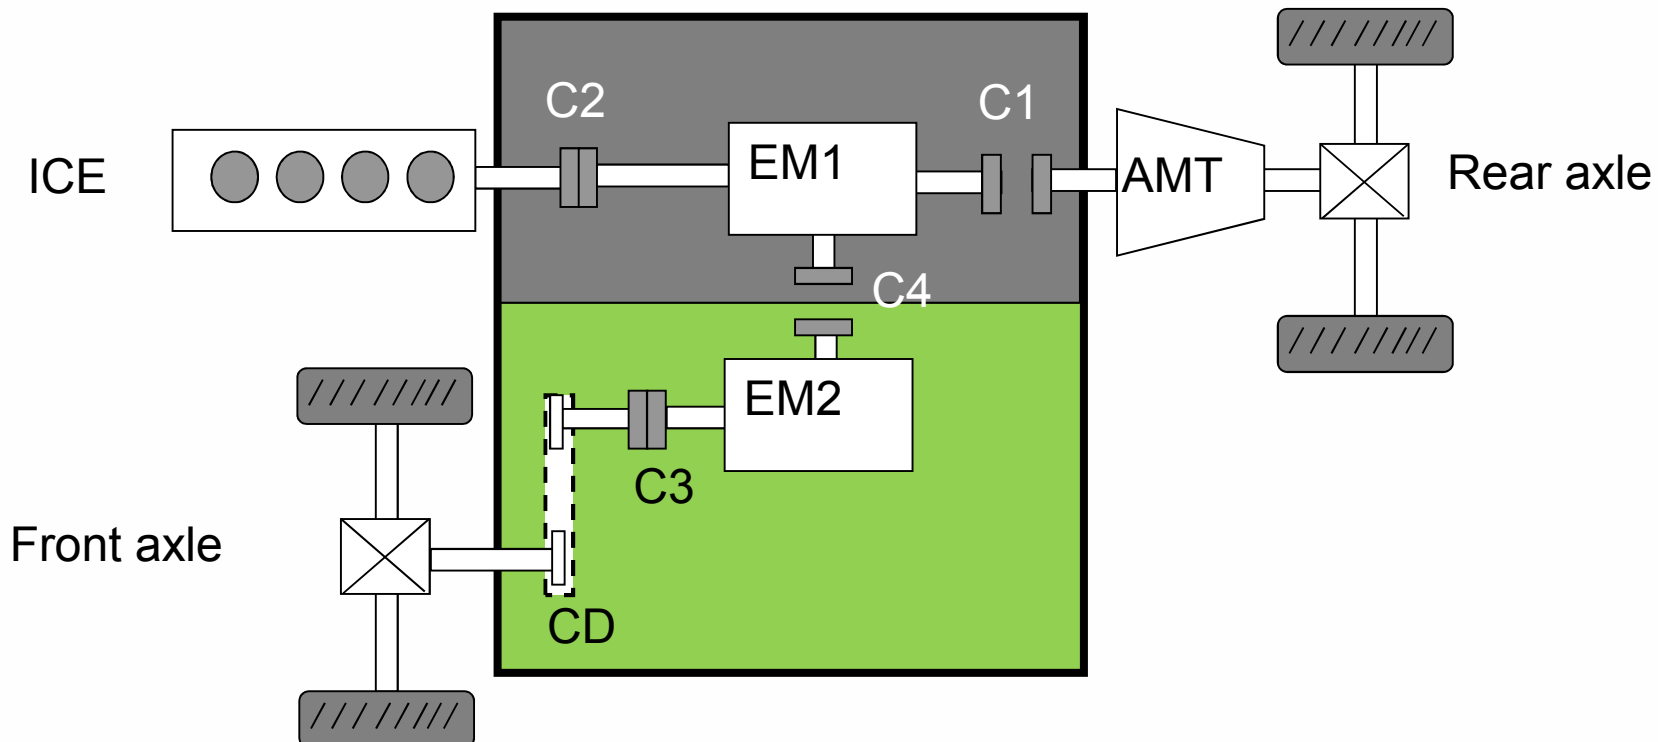 C2
C1
ICE
EM1
AMT
Rear axle
C4
EM2
C3
Front axle
CD